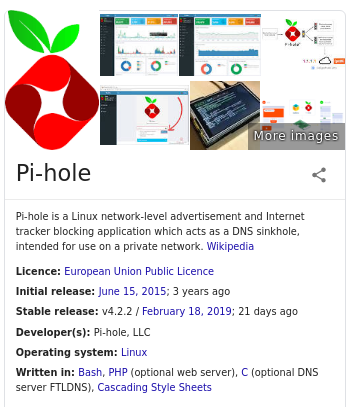 More images
Pi-hole
Pi-hole is a Linux network-level advertisement and Internet
tracker blocking application which acts as a DNS sinkhole,
intended for use on a private network. Wikipedia
Licence: European Union Public Licence
Initial release: June 15, 2015; 3 years ago
Stable release: v4.2.2 / February 18, 2019; 21 days ago
Developer(s): Pi-hole, LLC
Operating system: Linux
Written in: Bash, PHP (optional web server), C (optional DNS
server FTLDNS), Cascading Style Sheets